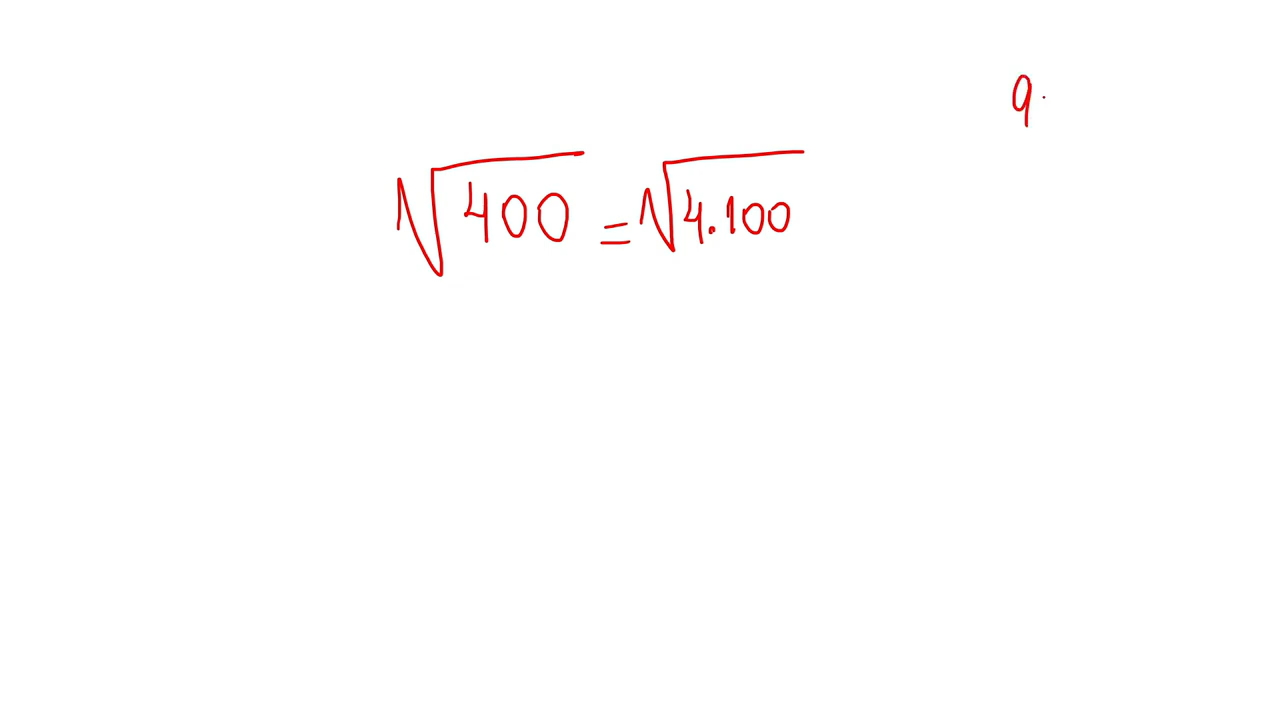 9.
√400 = √4.100